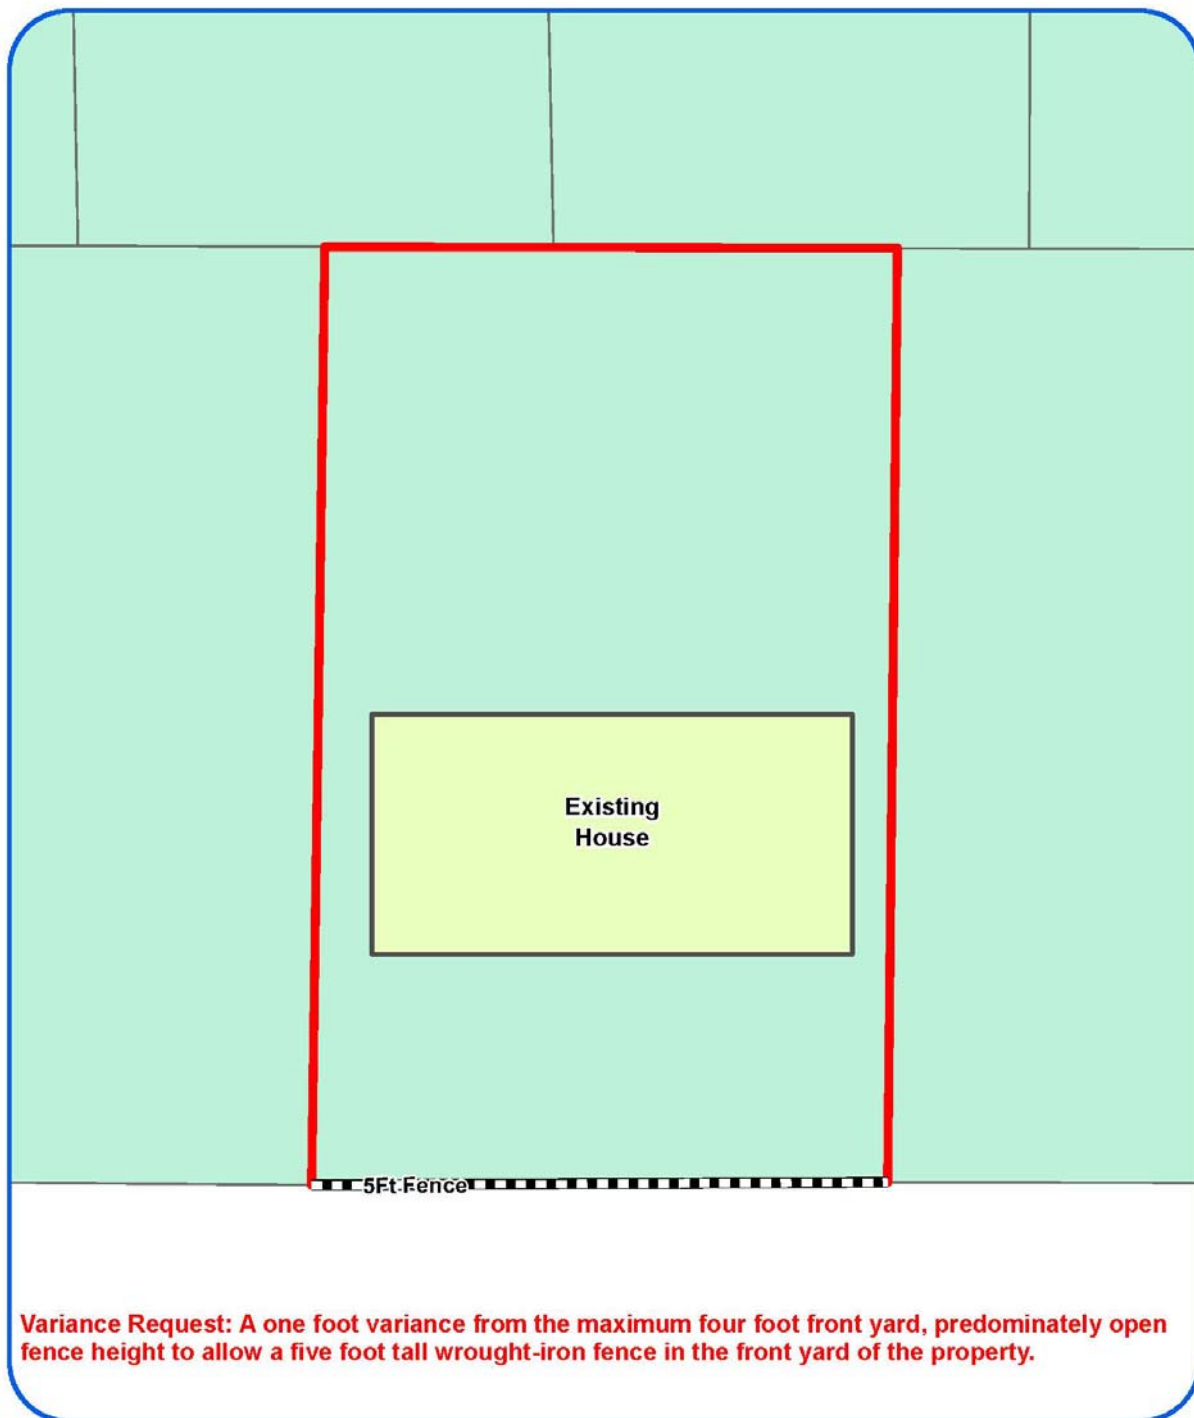 Existing
House
5Ft Fence
Variance Request: A one foot variance from the maximum four foot front yard, predominately open
fence height to allow a five foot tall wrought-iron fence in the front yard of the property.